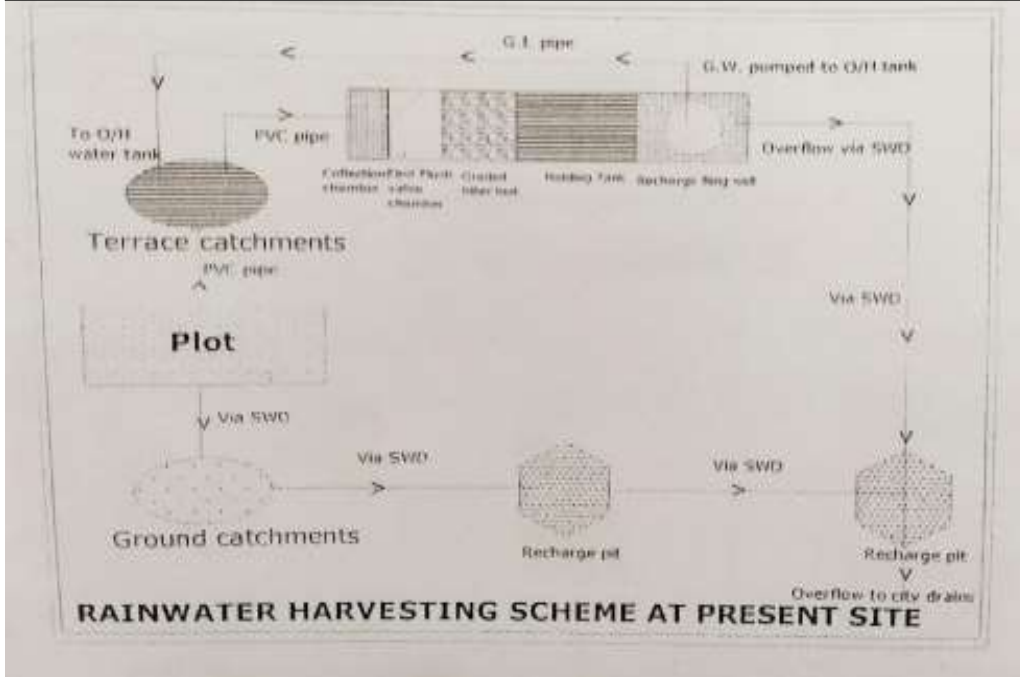 G.I. pipe
G.W. pumped to O/H tank
To O/H
water tank
PVC pipe
Overflow via SWD
Collection
chamber
First Flush
valve
chamber
Graded
filter bed
Holding Tank
Recharge Ring well
Terrace catchments
PVC pipe
Via SWD
Plot
Via SWD
Via SWD
Via SWD
Ground catchments
Recharge pit
Recharge pit
Overflow to city drains
RAINWATER HARVESTING SCHEME AT PRESENT SITE